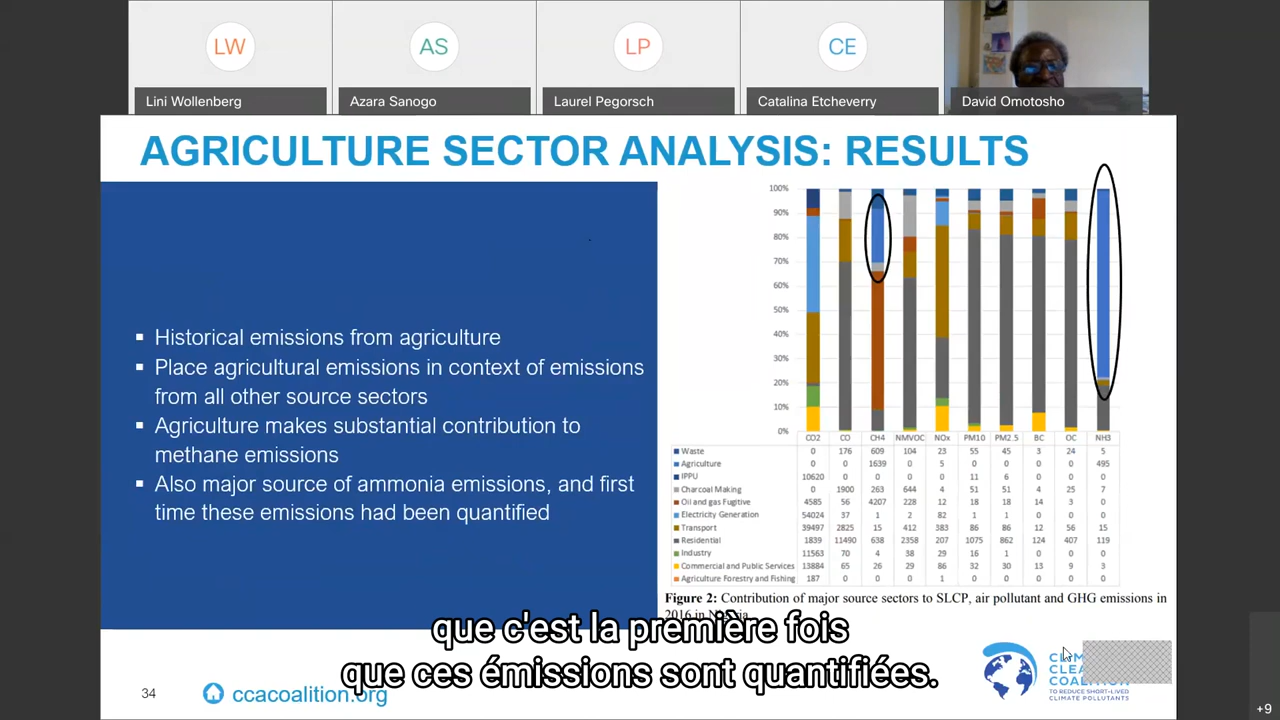 LW
AS
LP
CE
Lini Wollenberg
Azara Sanogo
Laurel Pegorsch
Catalina Etcheverry
David Omotosho
AGRICULTURE SECTOR ANALYSIS: RESULTS
▪ Historical emissions from agriculture
▪ Place agricultural emissions in context of emissions
from all other source sectors
▪ Agriculture makes substantial contribution to
methane emissions
▪ Also major source of ammonia emissions, and first
time these emissions had been quantified
100%
90%
80%
70%
60%
50%
40%
30%
20%
10%
0%
CO2 CO CH4 NMVOC NOx PM10 PM2.5 BC OC NH3
Waste 0 176 609 104 23 55 45 3 24 5
Agriculture 0 0 1639 0 5 0 0 0 0 495
IPPU 10620 0 0 0 0 11 6 0 0 0
Charcoal Making 0 1900 263 644 4 51 51 4 25 7
Oil and gas Fugitive 4585 56 4207 228 12 18 18 14 3 0
Electricity Generation 54024 37 1 2 82 1 1 0 0 0
Transport 39497 2825 15 412 383 86 86 12 56 15
Residential 1839 11490 638 2358 207 1075 862 124 407 119
Industry 11563 70 4 38 29 16 1 0 0 0
Commercial and Public Services 13884 65 26 29 86 32 30 13 9 3
Agriculture Forestry and Fishing 187 0 0 0 1 0 0 0 0 0
Figure 2: Contribution of major source sectors to SLCP, air pollutant and GHG emissions in
2016 in
que c'est la première fois
que ces émissions sont quantifiées.
34
ccacoalition.org
CLEA
COALITION
TO REDUCE SHORT-LIVED
CLIMATE POLLUTANTS
+9